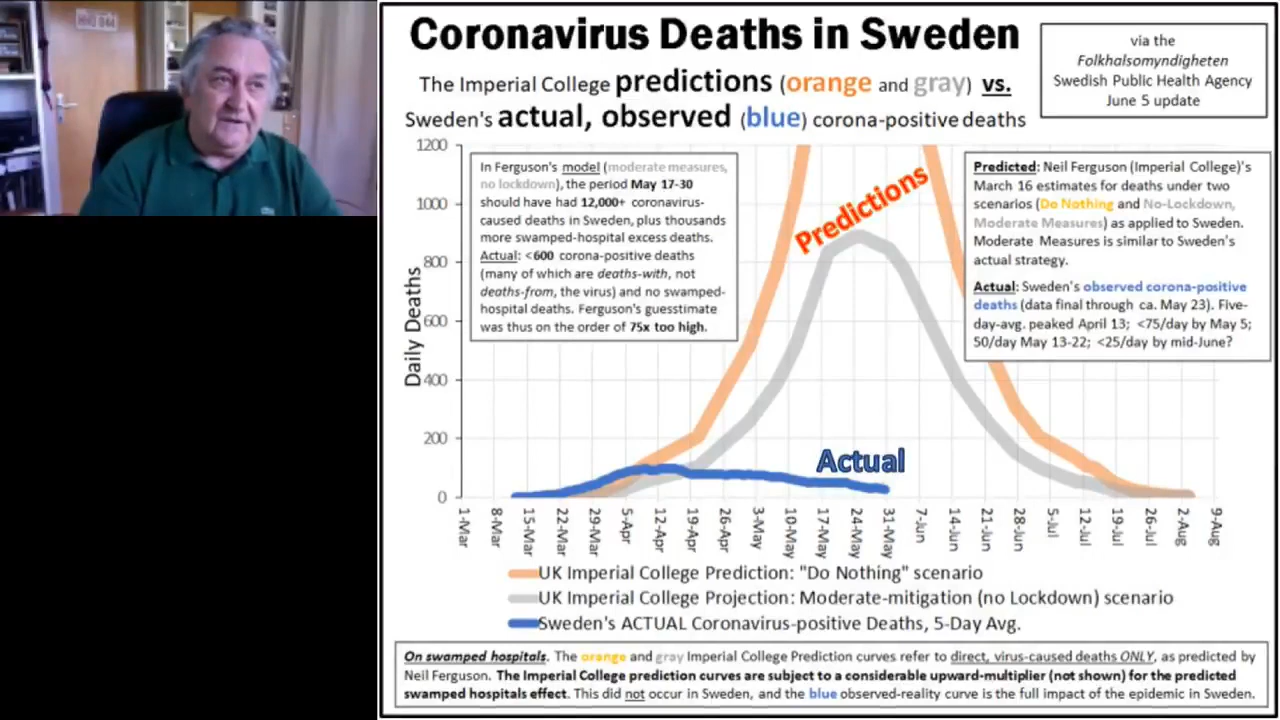 Coronavirus Deaths in Sweden
The Imperial College predictions (orange and gray) vs.
Sweden's actual, observed (blue) corona-positive deaths
via the
Folkhalsomyndigheten
Swedish Public Health Agency
June 5 update
In Ferguson's model (moderate measures,
no lockdown), the period May 17-30
should have had 12,000+ coronavirus-
caused deaths in Sweden, plus thousands
more swamped-hospital excess deaths.
Actual: <600 corona-positive deaths
(many of which are deaths-with, not
deaths-from, the virus) and no swamped-
hospital deaths. Ferguson's guesstimate
was thus on the order of 75x too high.
Predictions
Predicted: Neil Ferguson (Imperial College)'s
March 16 estimates for deaths under two
scenarios (Do Nothing and No-Lockdown,
Moderate Measures) as applied to Sweden.
Moderate Measures is similar to Sweden's
actual strategy.
Actual: Sweden's observed corona-positive
deaths (data final through ca. May 23). Five-
day-avg. peaked April 13; <75/day by May 5;
50/day May 13-22; <25/day by mid-June?
Actual
Daily Deaths
1200
1000
800
600
400
200
0
1-Mar
8-Mar
15-Mar
22-Mar
29-Mar
5-Apr
12-Apr
19-Apr
26-Apr
3-May
10-May
17-May
24-May
31-May
7-Jun
14-Jun
21-Jun
28-Jun
5-Jul
12-Jul
19-Jul
26-Jul
2-Aug
9-Aug
UK Imperial College Prediction: "Do Nothing" scenario
UK Imperial College Projection: Moderate-mitigation (no Lockdown) scenario
Sweden's ACTUAL Coronavirus-positive Deaths, 5-Day Avg.
On swamped hospitals. The orange and gray Imperial College Prediction curves refer to direct, virus-caused deaths ONLY, as predicted by
Neil Ferguson. The Imperial College prediction curves are subject to a considerable upward-multiplier (not shown) for the predicted
swamped hospitals effect. This did not occur in Sweden, and the blue observed-reality curve is the full impact of the epidemic in Sweden.